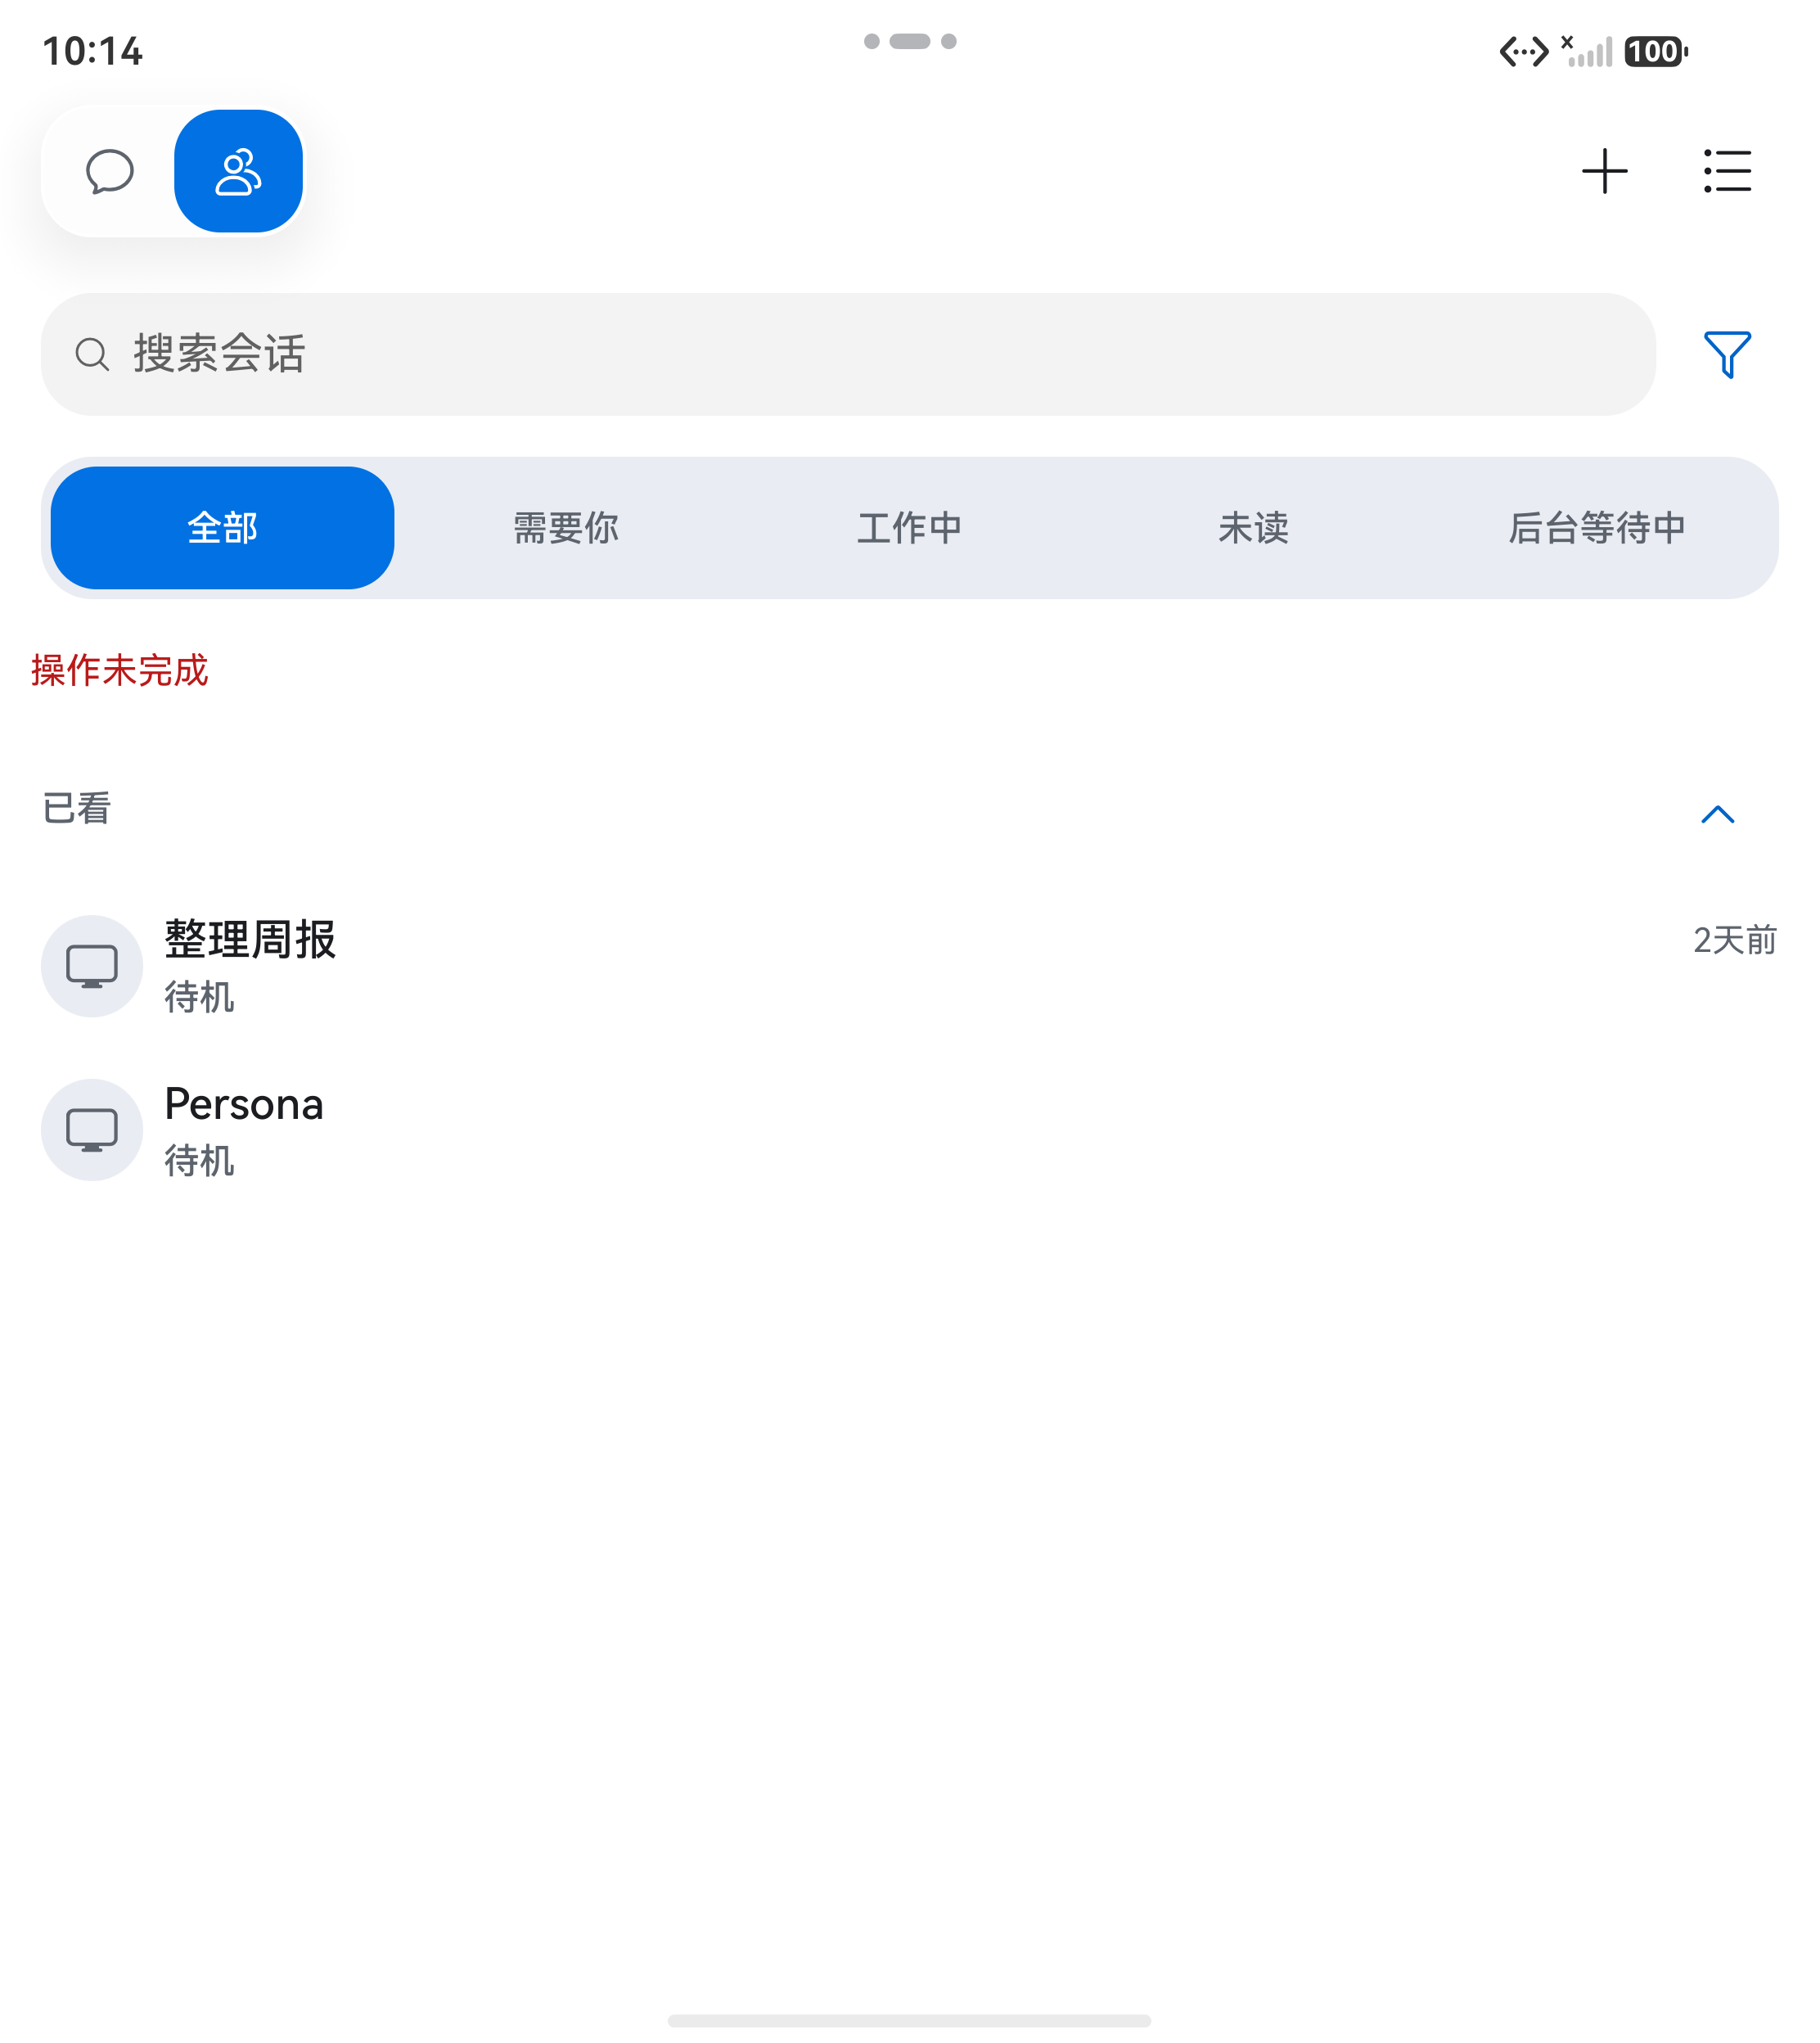 10:14
100
搜索会话
全部 需要你 工作中 未读 后台等待中
操作未完成
已看
整理周报 2天前
待机
Persona
待机